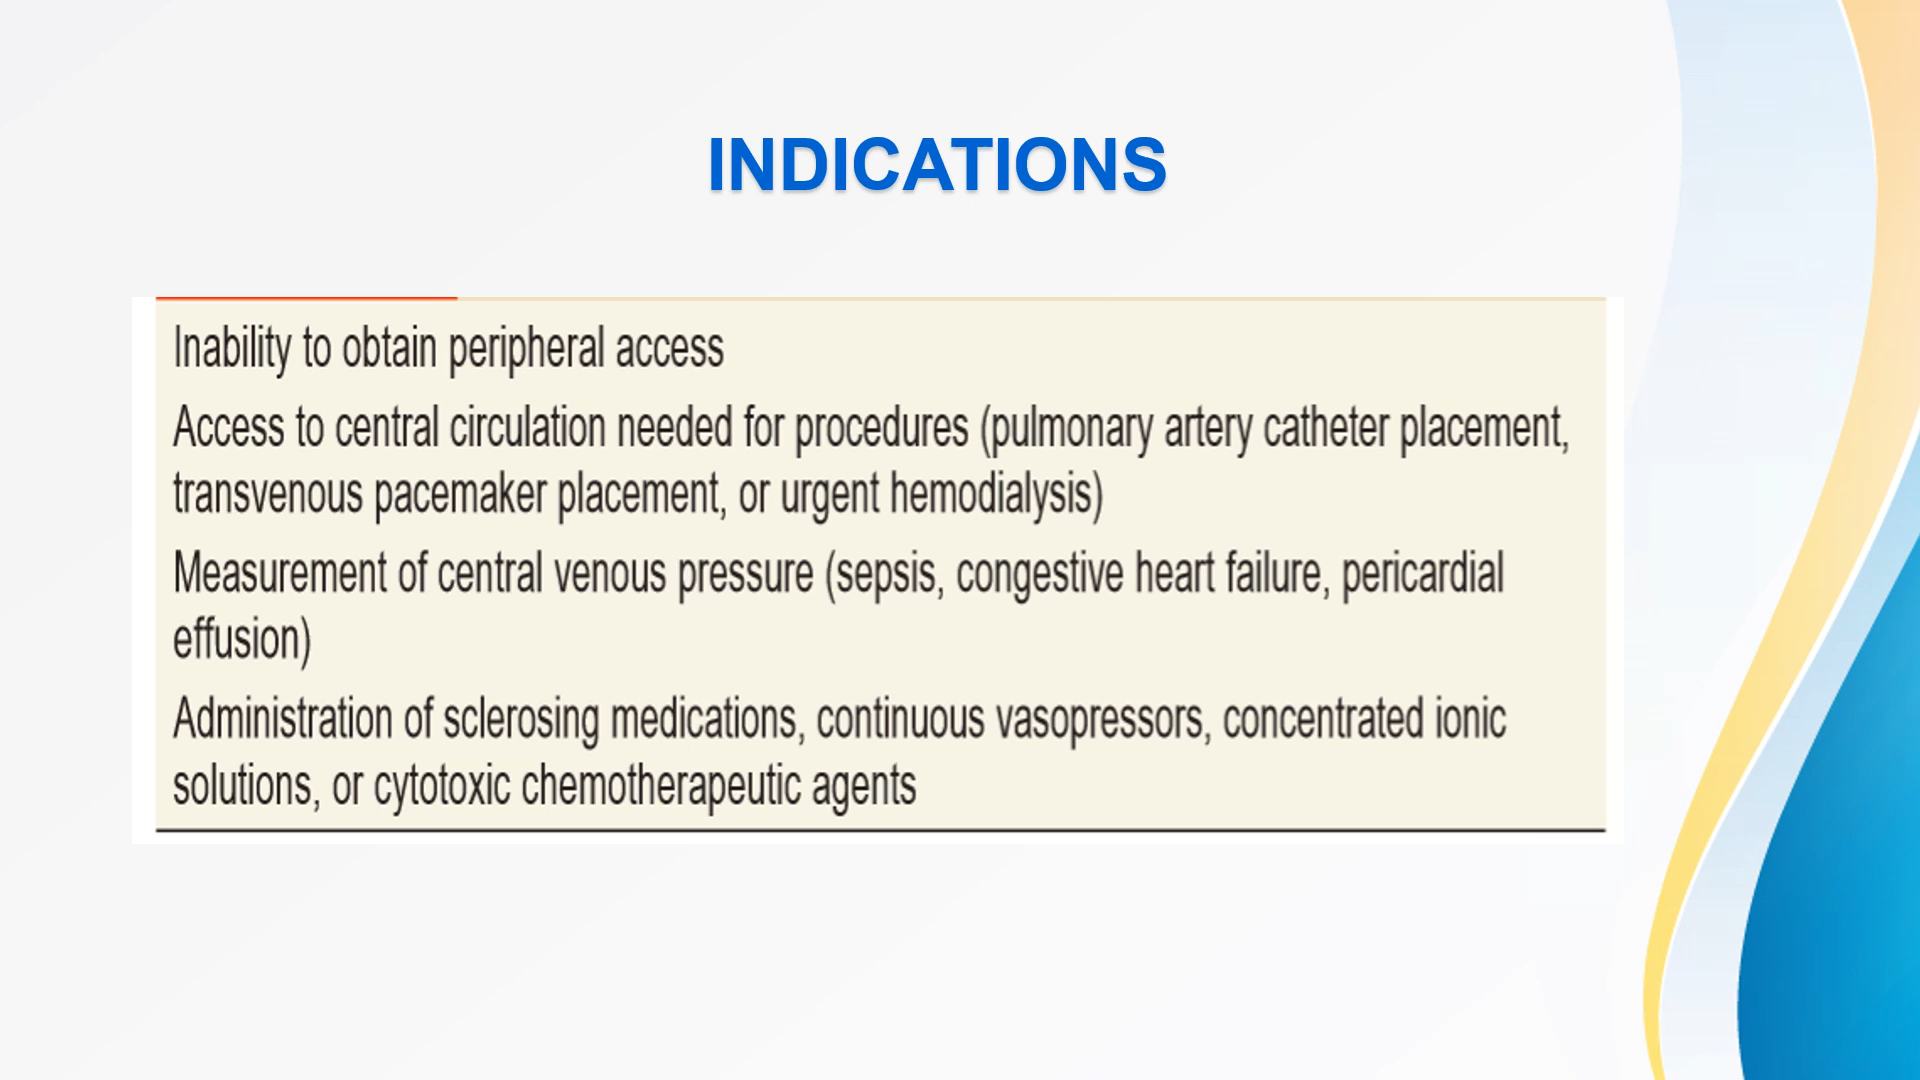 INDICATIONS
Inability to obtain peripheral access
Access to central circulation needed for procedures (pulmonary artery catheter placement,
transvenous pacemaker placement, or urgent hemodialysis)
Measurement of central venous pressure (sepsis, congestive heart failure, pericardial
effusion)
Administration of sclerosing medications, continuous vasopressors, concentrated ionic
solutions, or cytotoxic chemotherapeutic agents